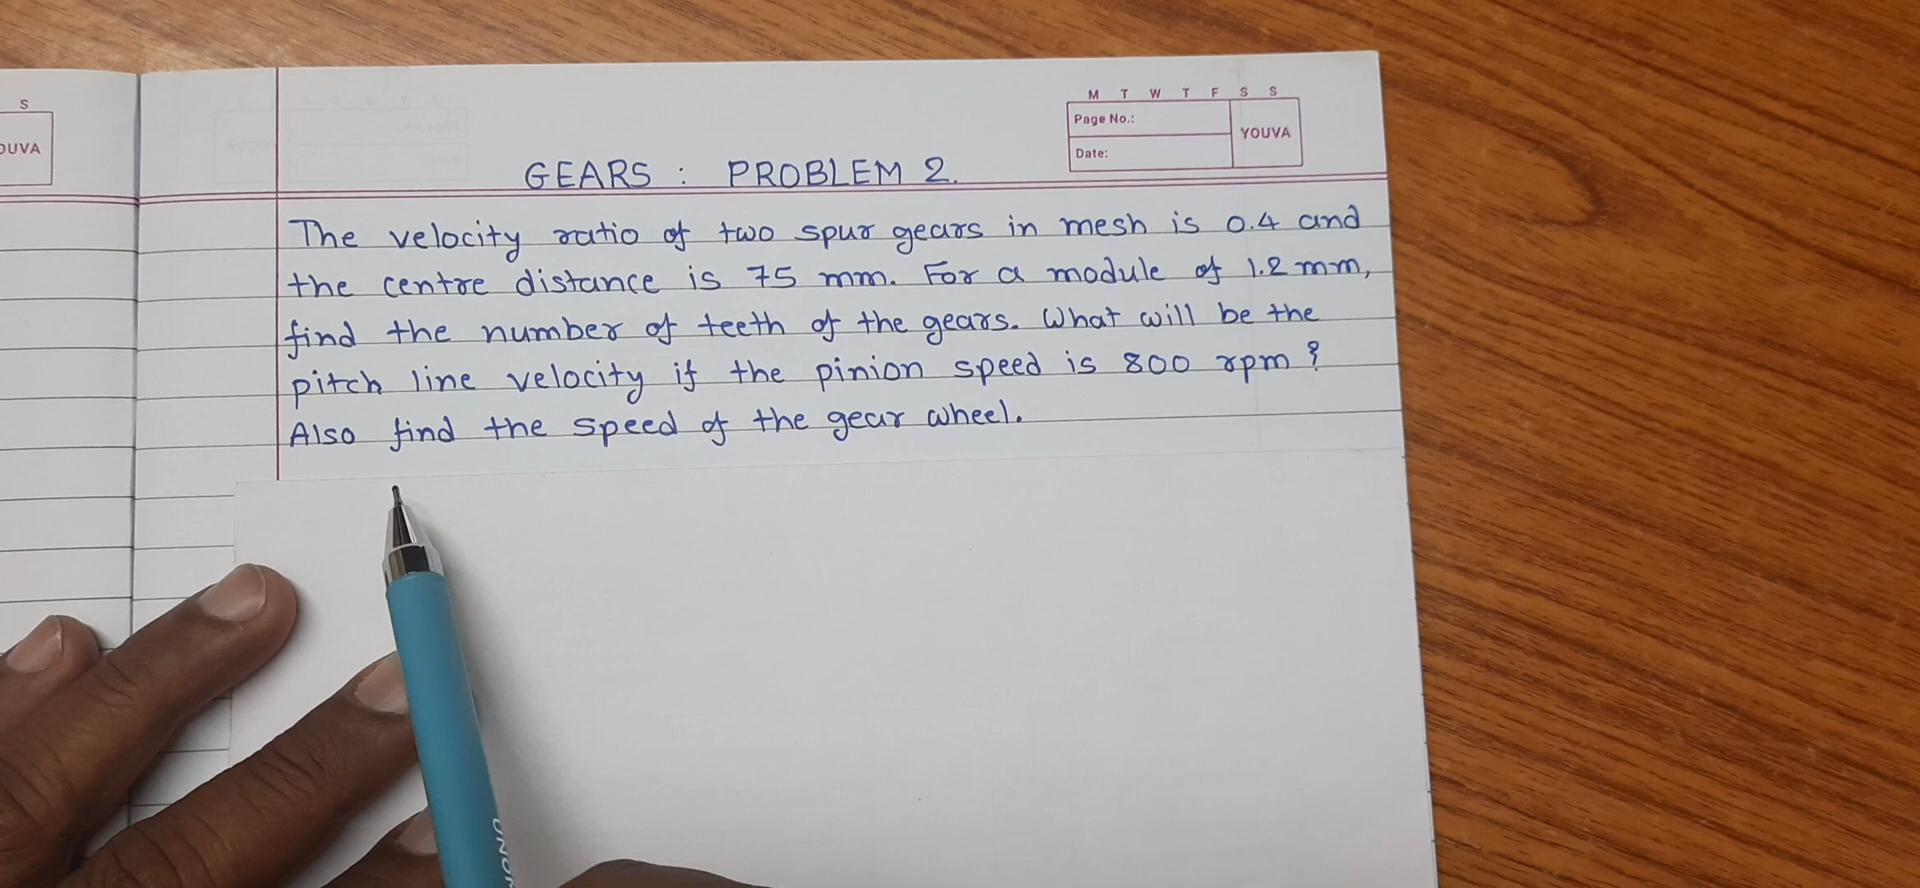 S
OUVA
M T W T F S S
Page No.:
YOUVA
Date:
GEARS : PROBLEM 2.
The velocity ratio of two spur gears in mesh is 0.4 and
the centre distance is 75 mm. For a module of 1.2 mm,
find the number of teeth of the gears. What will be the
pitch line velocity if the pinion speed is 800 rpm ?
Also find the speed of the gear wheel.